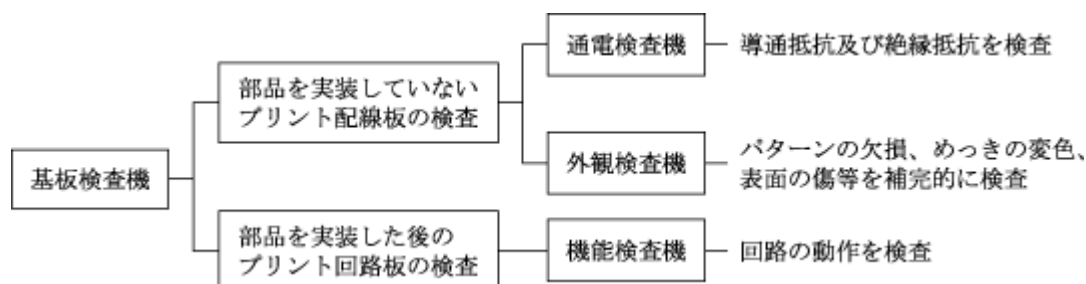 通電検査機
導通抵抗及び絶縁抵抗を検査
部品を実装していない
プリント配線板の検査
外観検査機
パターンの欠損、めっきの変色、
表面の傷等を補完的に検査
基板検査機
部品を実装した後の
プリント回路板の検査
機能検査機
回路の動作を検査